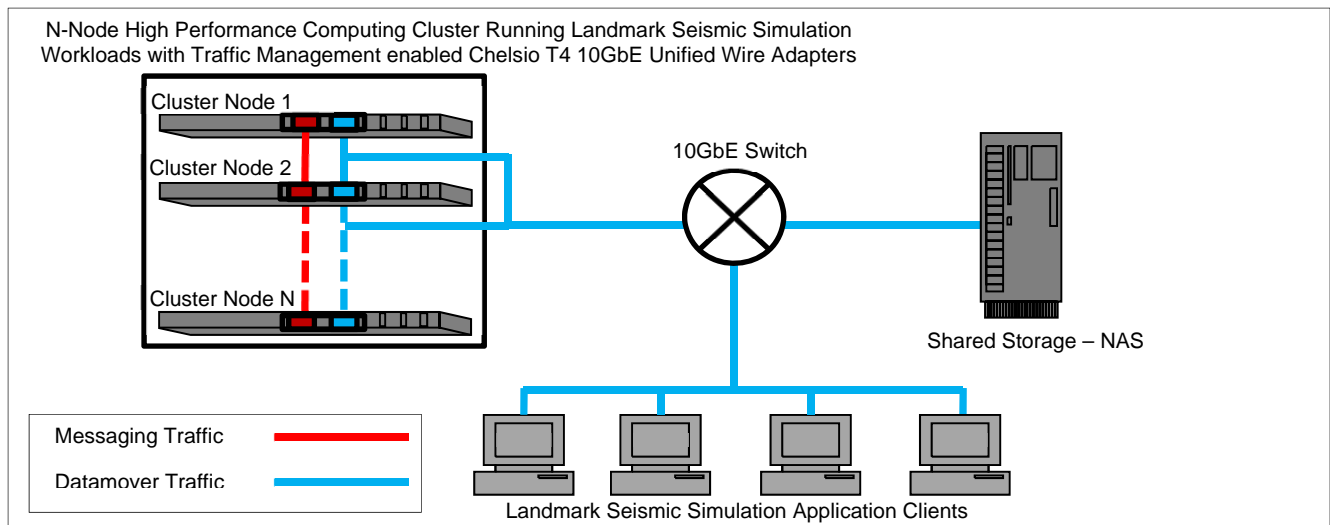 N-Node High Performance Computing Cluster Running Landmark Seismic Simulation
Workloads with Traffic Management enabled Chelsio T4 10GbE Unified Wire Adapters
Cluster Node 1
Cluster Node 2
Cluster Node N
10GbE Switch
Shared Storage – NAS
Messaging Traffic
Datamover Traffic
Landmark Seismic Simulation Application Clients